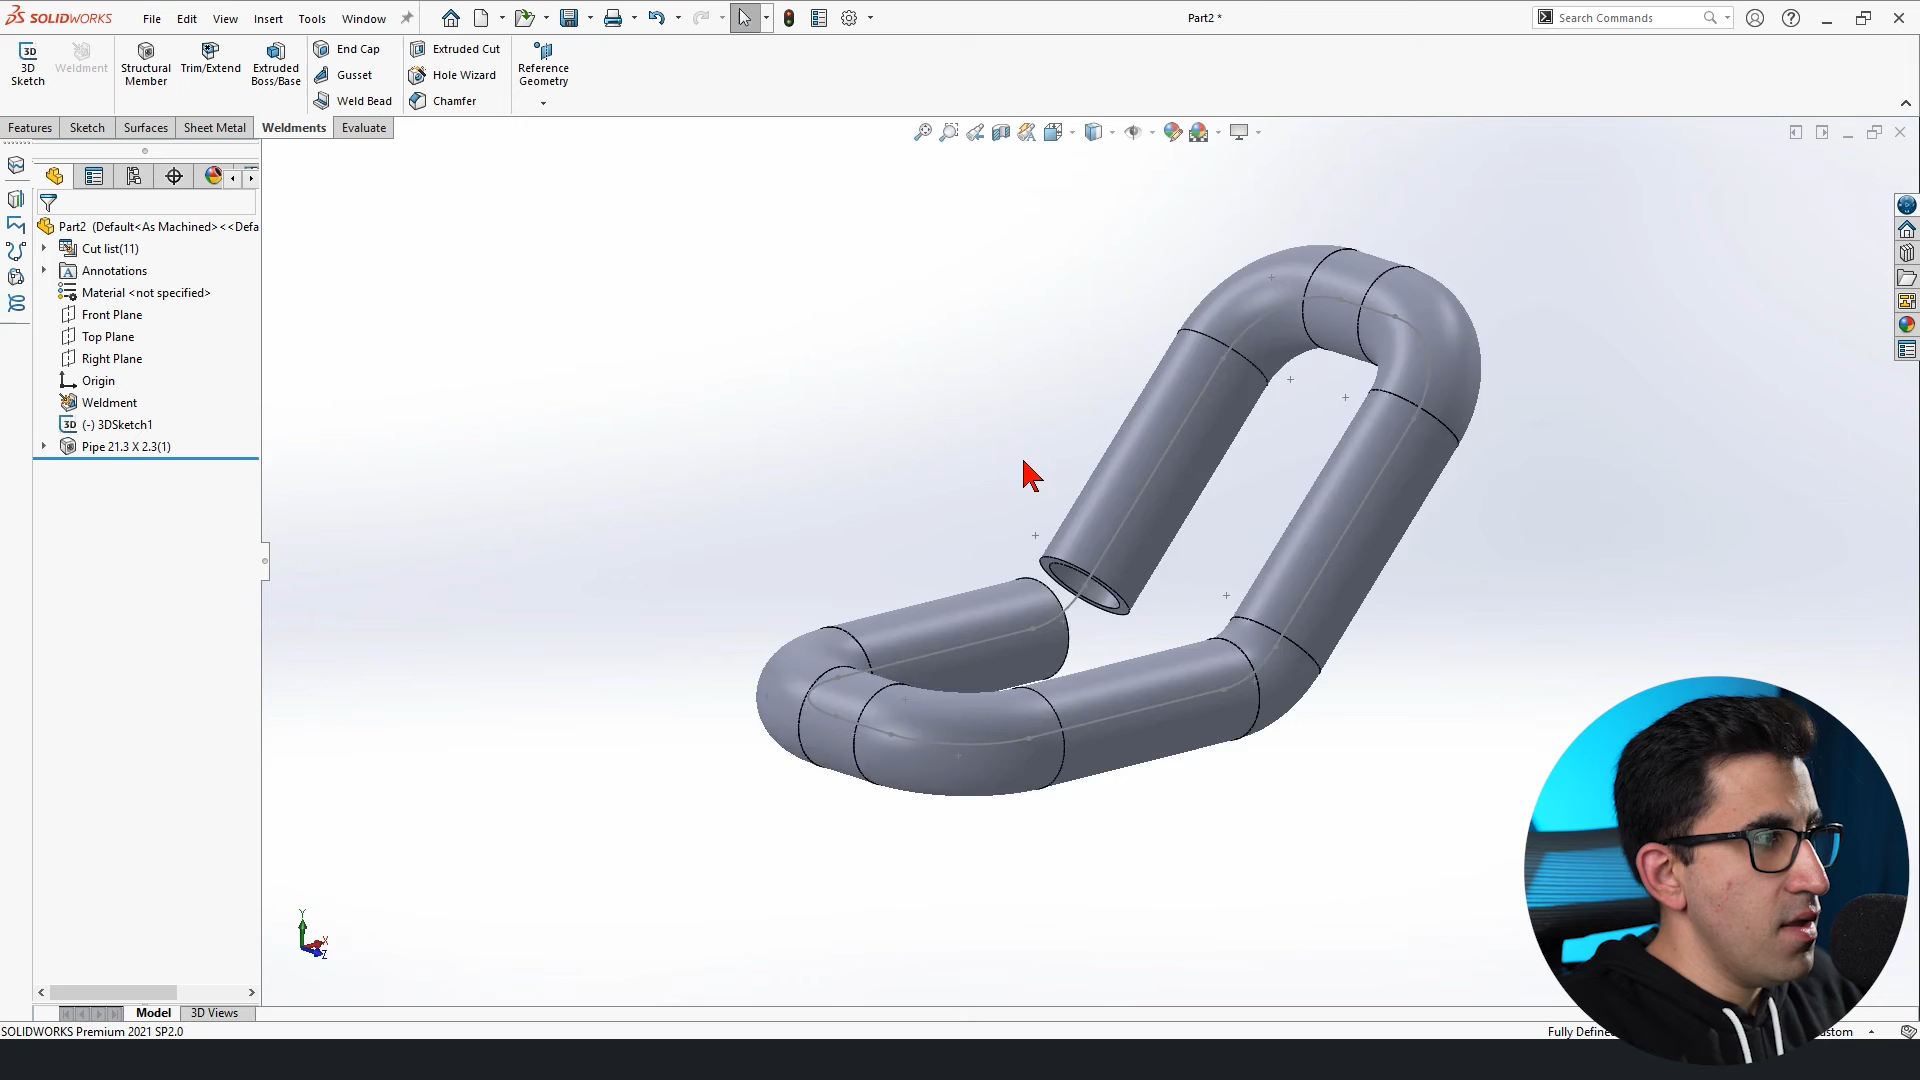 SOLIDWORKS
File Edit View Insert Tools Window
Part2 *
Search Commands
3D Sketch
Weldment
Structural Member
Trim/Extend
Extruded Boss/Base
End Cap
Gusset
Weld Bead
Extruded Cut
Hole Wizard
Chamfer
Reference Geometry
Features Sketch Surfaces Sheet Metal Weldments Evaluate
Part2 (Default<As Machined><<Defa
Cut list(11)
Annotations
Material <not specified>
Front Plane
Top Plane
Right Plane
Origin
Weldment
(-) 3DSketch1
Pipe 21.3 X 2.3(1)
Y
X
Z
Model 3D Views
SOLIDWORKS Premium 2021 SP2.0
Fully Define
ustom